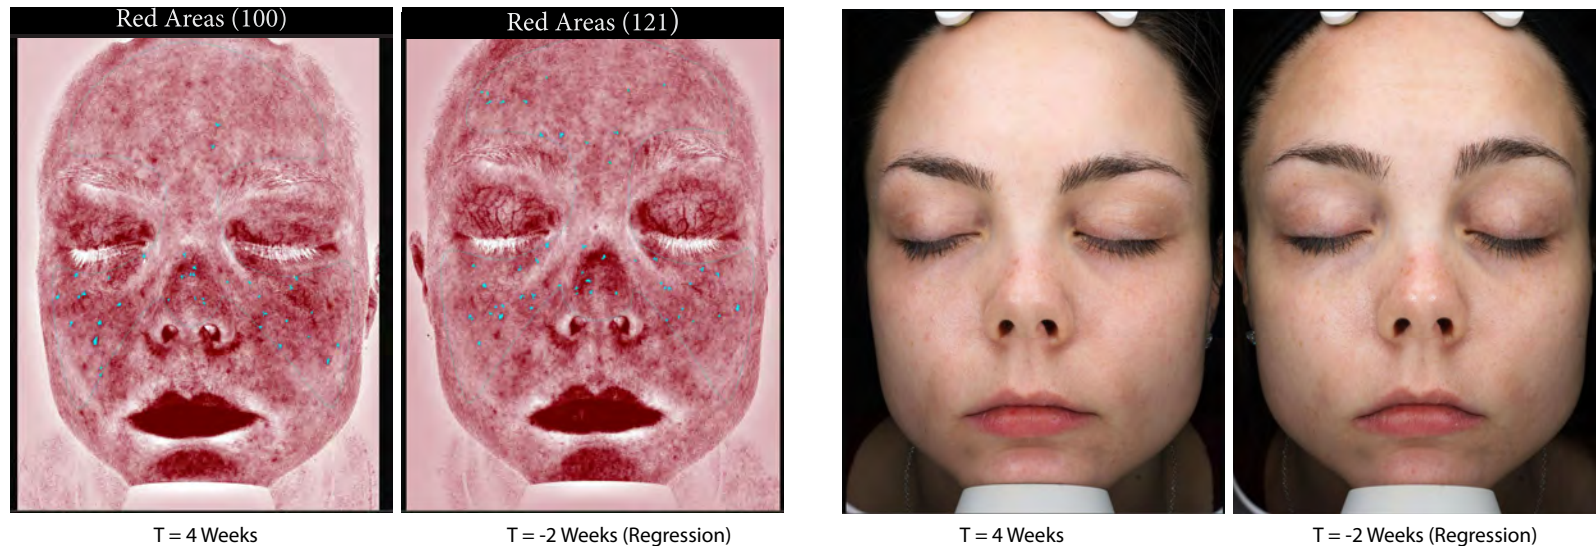 Red Areas (100)
Red Areas (121)
T = 4 Weeks
T = -2 Weeks (Regression)
T = 4 Weeks
T = -2 Weeks (Regression)